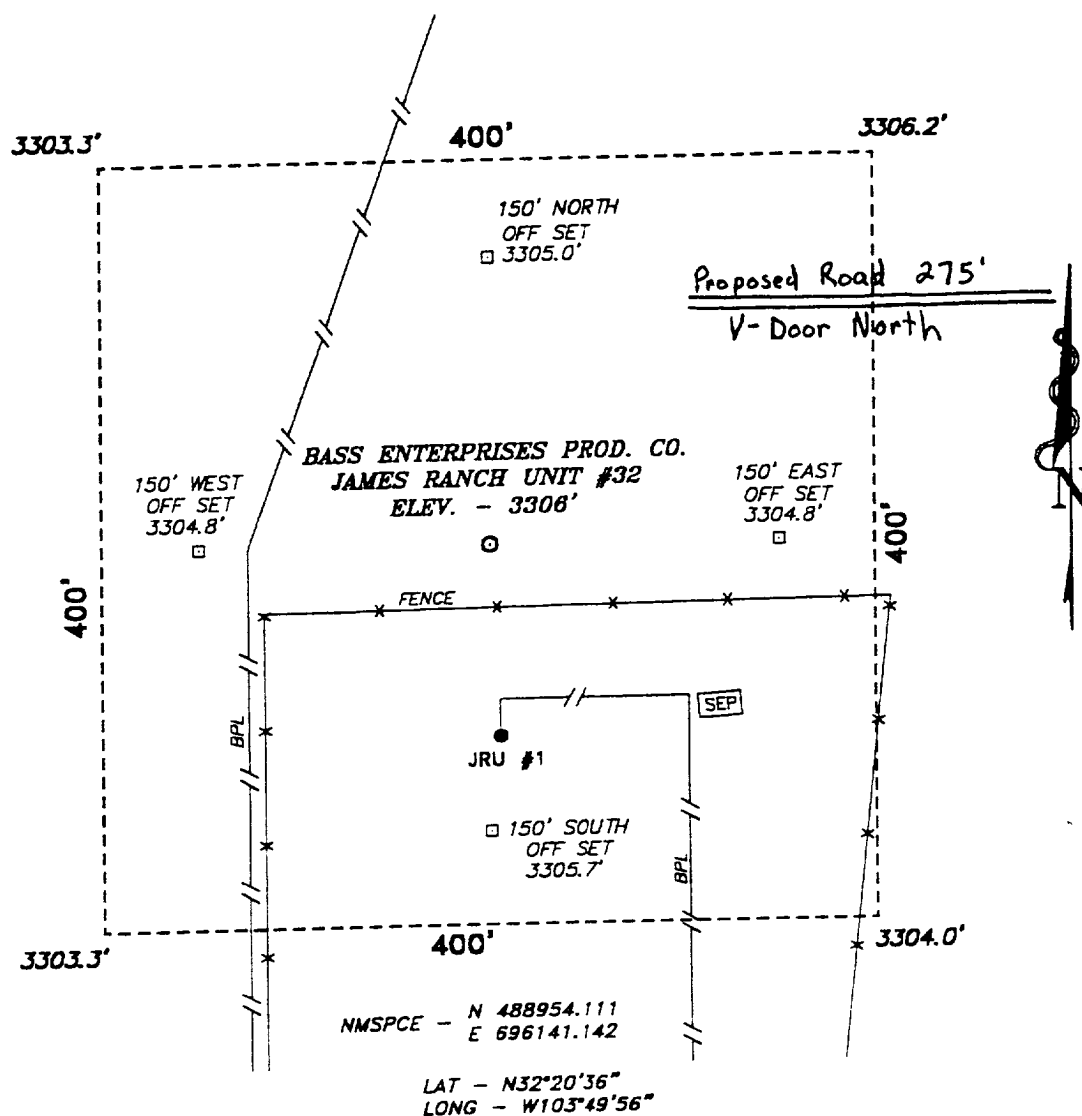 3303.3'
400'
3306.2'
150' NORTH
OFF SET
3305.0'
Proposed Road 275'
V-Door North
BASS ENTERPRISES PROD. CO.
JAMES RANCH UNIT #32
ELEV. - 3306'
150' WEST
OFF SET
3304.8'
150' EAST
OFF SET
3304.8'
400'
400'
FENCE
BPL
SEP
JRU #1
150' SOUTH
OFF SET
3305.7'
BPL
3303.3'
400'
3304.0'
NMSPCE - N 488954.111
E 696141.142
LAT - N32°20'36"
LONG - W103°49'56"